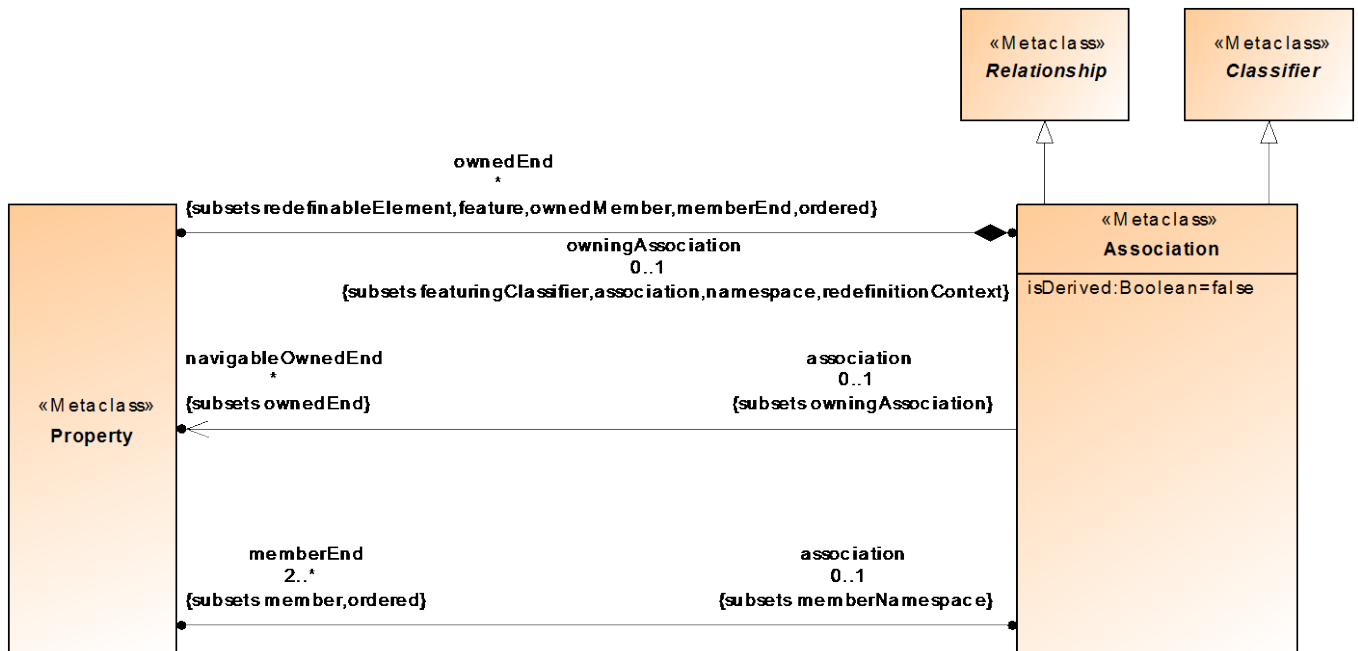 «Metaclass»
Relationship
«Metaclass»
Classifier
ownedEnd
*
{subsets redefinableElement,feature,ownedMember,memberEnd,ordered}
owningAssociation
0..1
{subsets featuringClassifier,association,namespace,redefinitionContext}
«Metaclass»
Association
isDerived:Boolean=false
navigableOwnedEnd
*
{subsets ownedEnd}
association
0..1
{subsets owningAssociation}
«Metaclass»
Property
memberEnd
2..*
{subsets member,ordered}
association
0..1
{subsets memberNamespace}